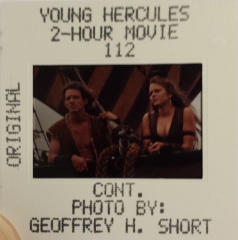 YOUNG HERCULES
2-HOUR MOVIE
112
ORIGINAL
CONT.
PHOTO BY:
GEOFFREY H. SHORT